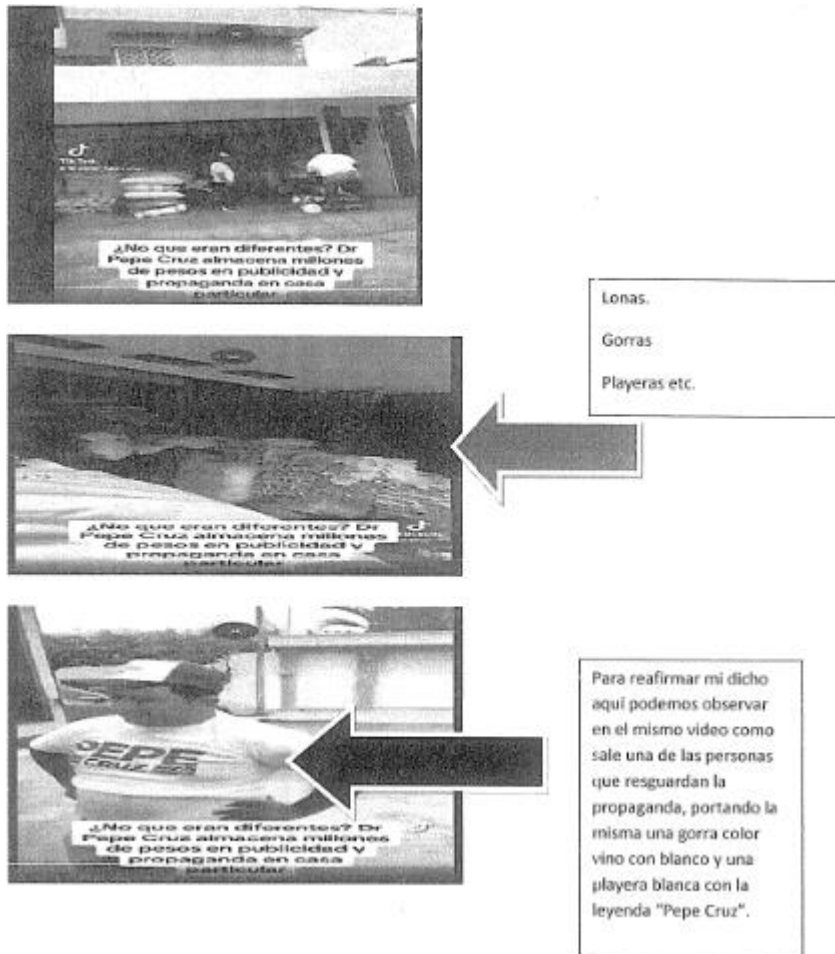 TikTok
¿No que eran diferentes? Dr
Pepe Cruz almacena millones
de pesos en publicidad y
propaganda en casa
particular
Lonas.
Gorras
Playeras etc.
¿No que eran diferentes? Dr
Pepe Cruz almacena millones
de pesos en publicidad y
propaganda en casa
particular
PEPE
CRUZ
¿No que eran diferentes? Dr
Pepe Cruz almacena millones
de pesos en publicidad y
propaganda en casa
particular
Para reafirmar mi dicho
aquí podemos observar
en el mismo video como
sale una de las personas
que resguardan la
propaganda, portando la
misma una gorra color
vino con blanco y una
playera blanca con la
leyenda "Pepe Cruz".